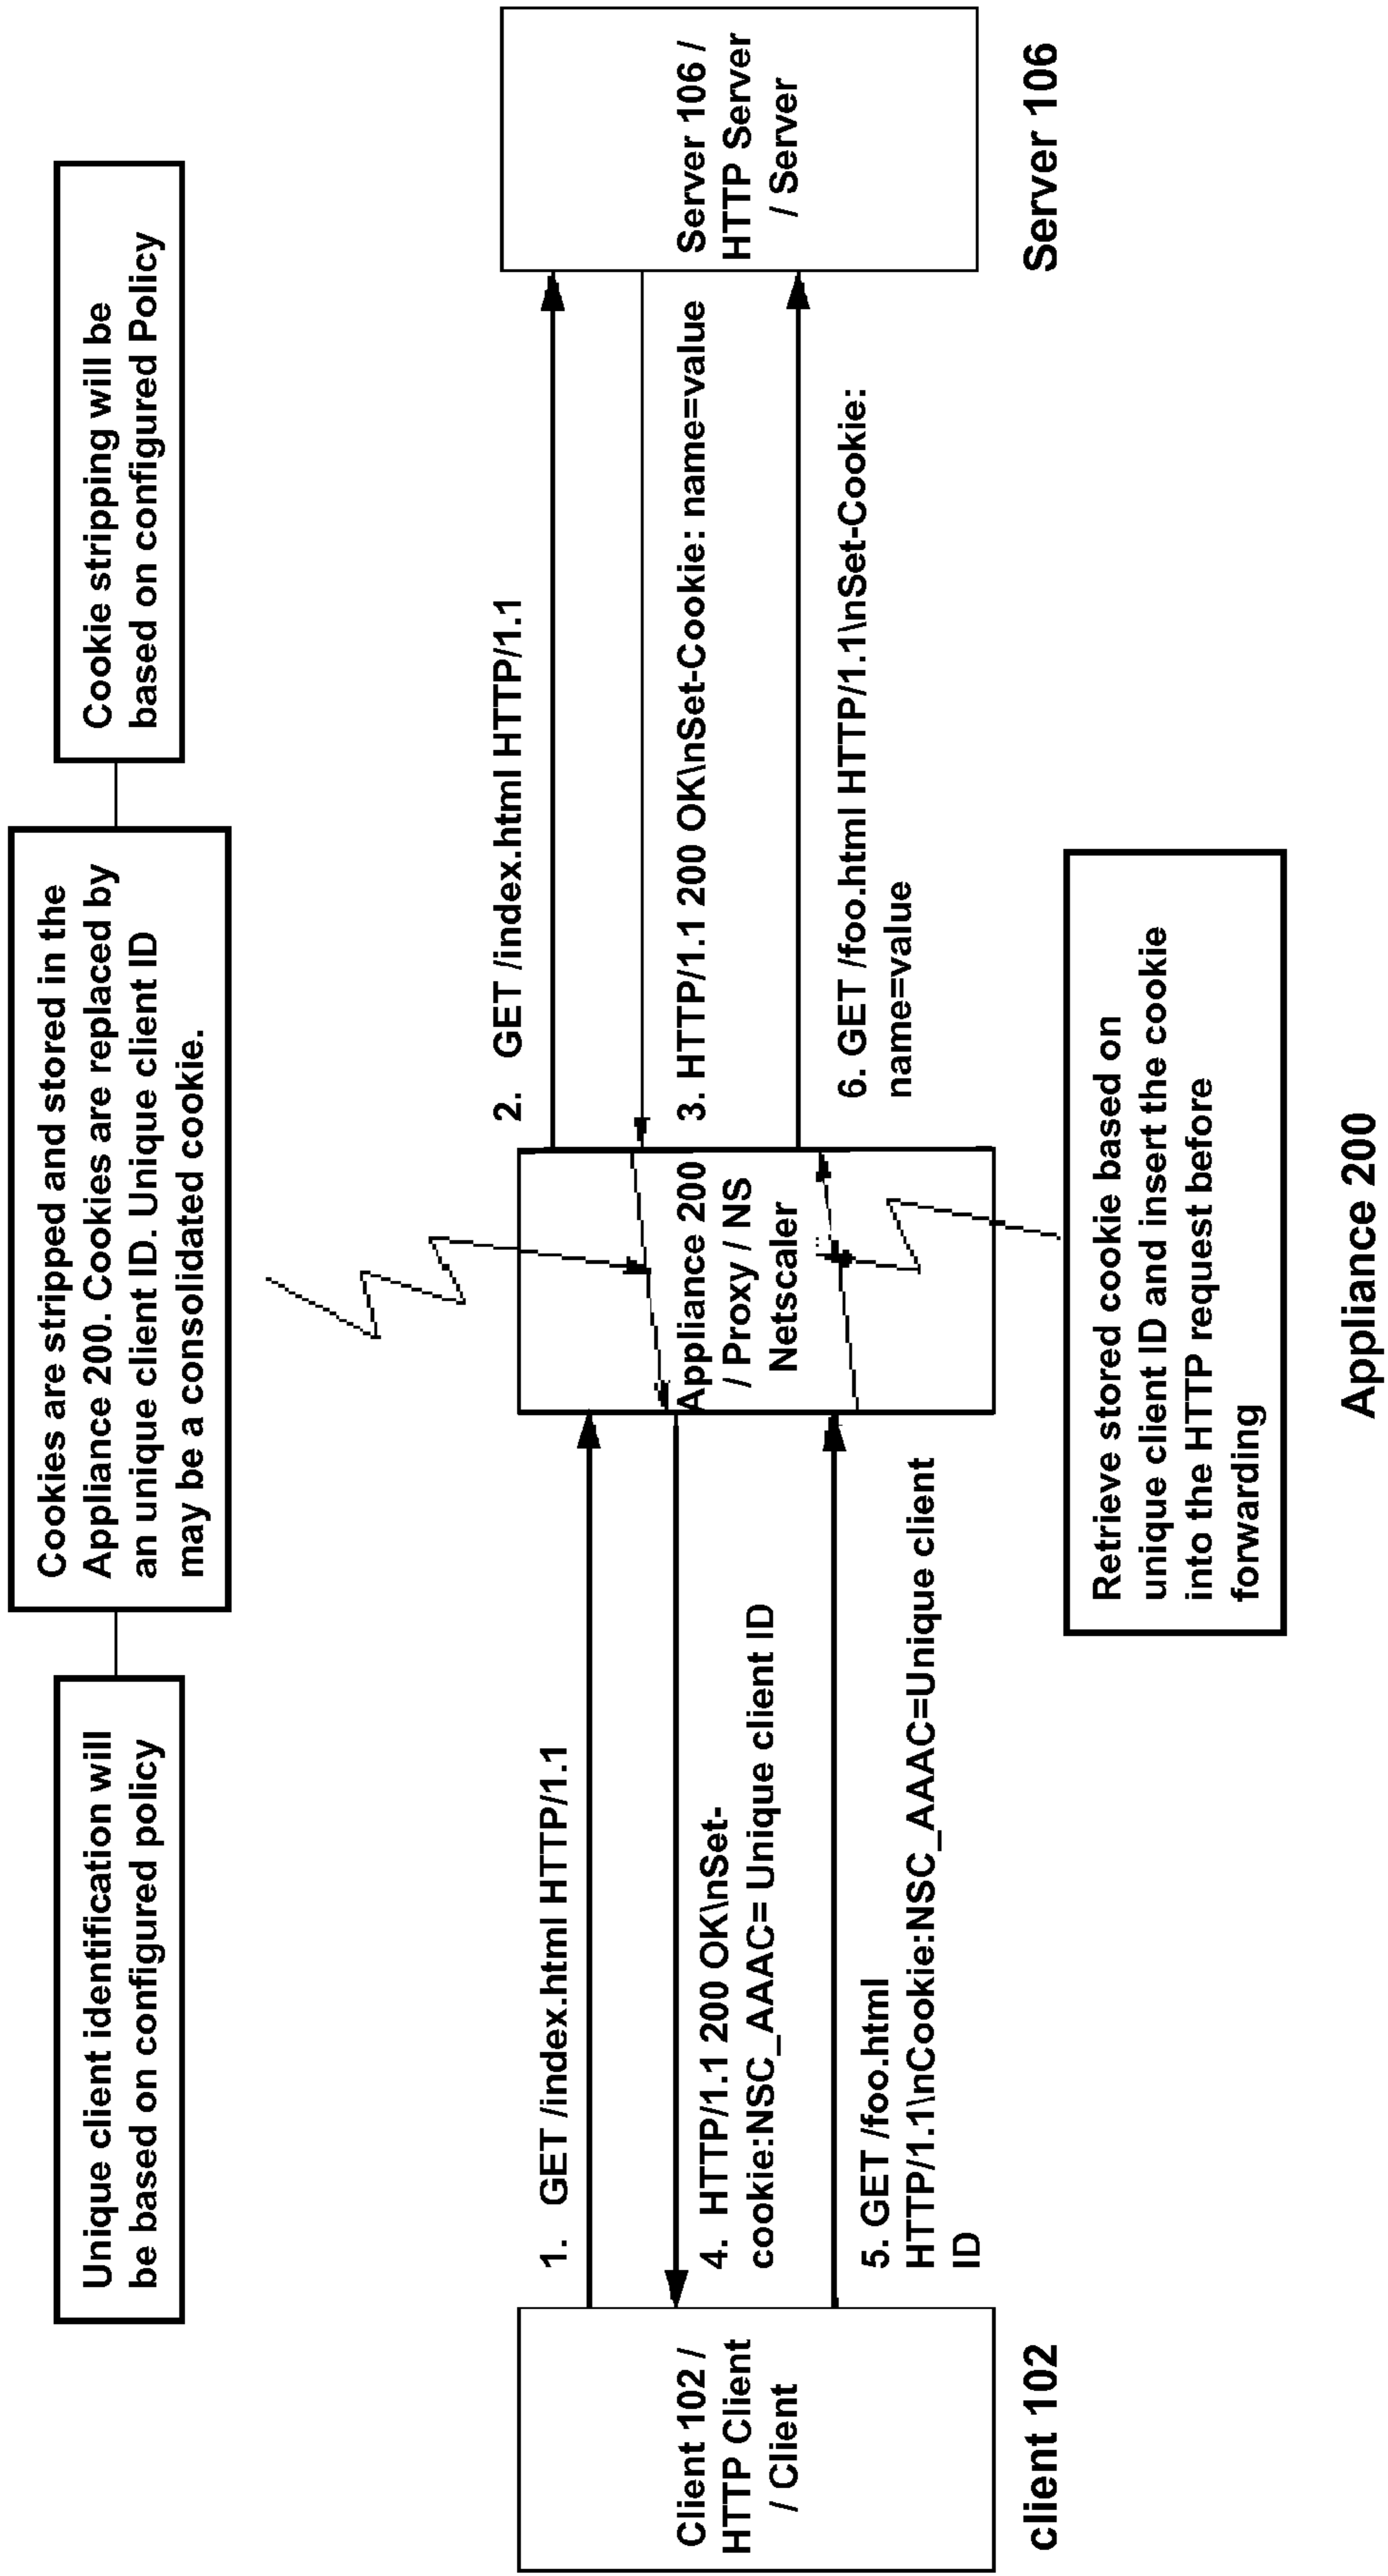 Unique client identification will
be based on configured policy
Cookies are stripped and stored in the
Appliance 200. Cookies are replaced by
an unique client ID. Unique client ID
may be a consolidated cookie.
Cookie stripping will be
based on configured Policy
1. GET /index.html HTTP/1.1
2. GET /index.html HTTP/1.1
Client 102 /
HTTP Client
/ Client
4. HTTP/1.1 200 OK\nSet-
cookie:NSC_AAAC= Unique client ID
Appliance 200
/ Proxy / NS
Netscaler
3. HTTP/1.1 200 OK\nSet-Cookie: name=value
Server 106 /
HTTP Server
/ Server
5. GET /foo.html
HTTP/1.1\nCookie:NSC_AAAC=Unique client
ID
6. GET /foo.html HTTP/1.1\nSet-Cookie:
name=value
client 102
Server 106
Retrieve stored cookie based on
unique client ID and insert the cookie
into the HTTP request before
forwarding
Appliance 200